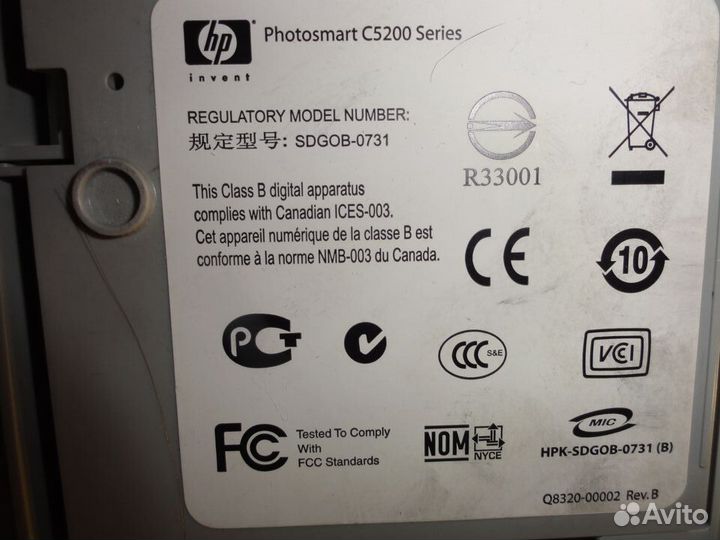 hp
invent
Photosmart C5200 Series
REGULATORY MODEL NUMBER:
规定型号: SDGOB-0731
R33001
This Class B digital apparatus
complies with Canadian ICES-003.
Cet appareil numérique de la classe B est
conforme à la norme NMB-003 du Canada.
CE
10
PCT
CCC S&E
VCCI
FC
Tested To Comply
With
FCC Standards
NOM
NYCE
MIC
HPK-SDGOB-0731 (B)
Q8320-00002 Rev. B
Avito